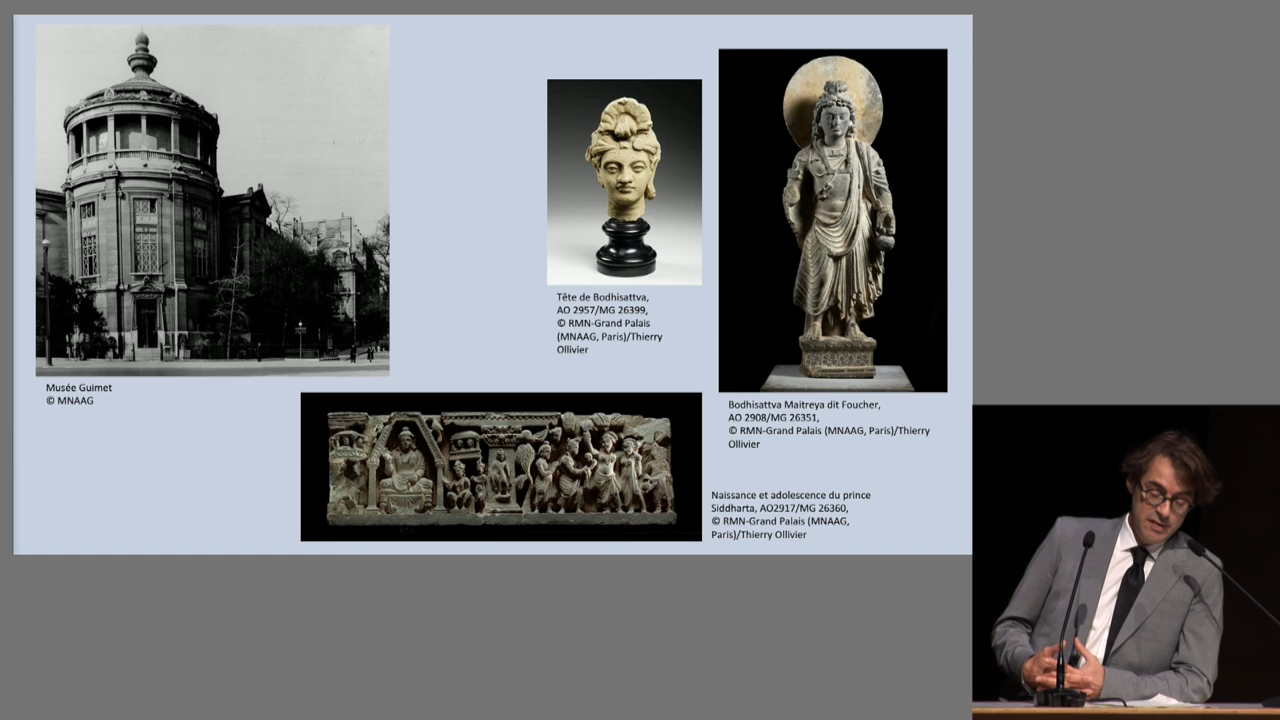 Musée Guimet
© MNAAG
Tête de Bodhisattva,
AO 2957/MG 26399,
© RMN-Grand Palais
(MNAAG, Paris)/Thierry
Ollivier
Bodhisattva Maitreya dit Foucher,
AO 2908/MG 26351,
© RMN-Grand Palais (MNAAG, Paris)/Thierry
Ollivier
Naissance et adolescence du prince
Siddharta, AO2917/MG 26360,
© RMN-Grand Palais (MNAAG,
Paris)/Thierry Ollivier